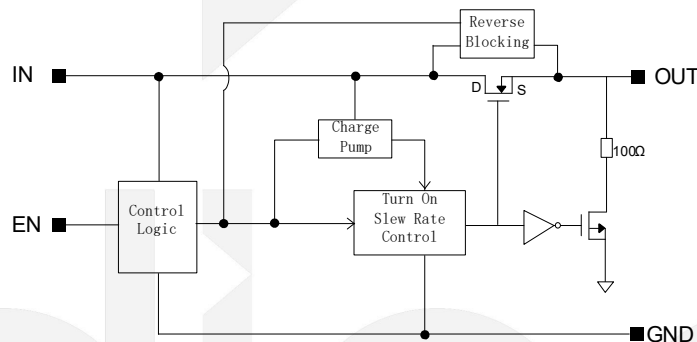 Reverse
Blocking
IN
OUT
D
S
Charge
Pump
100Ω
Control
Logic
Turn On
Slew Rate
Control
EN
GND